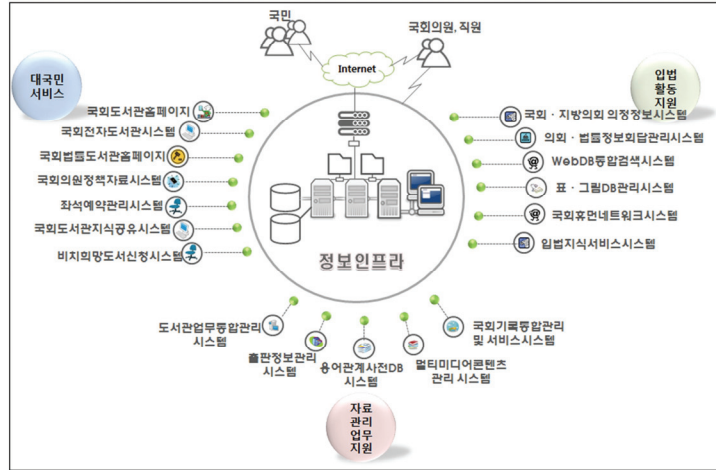 국민
국회의원, 직원
Internet
대국민
서비스
입법
활동
지원
국회도서관홈페이지
국회전자도서관시스템
국회법률도서관홈페이지
국회의원정책자료시스템
좌석예약관리시스템
국회도서관지식공유시스템
비치희망도서신청시스템
국회 · 지방의회 의정정보시스템
의회 · 법률정보회답관리시스템
WebDB통합검색시스템
표 · 그림DB관리시스템
국회휴먼네트워크시스템
입법지식서비스시스템
정보인프라
도서관업무통합관리
시스템
출판정보관리
시스템
용어관계사전DB
시스템
멀티미디어콘텐츠
관리 시스템
국회기록통합관리
및 서비스시스템
자료
관리
업무
지원